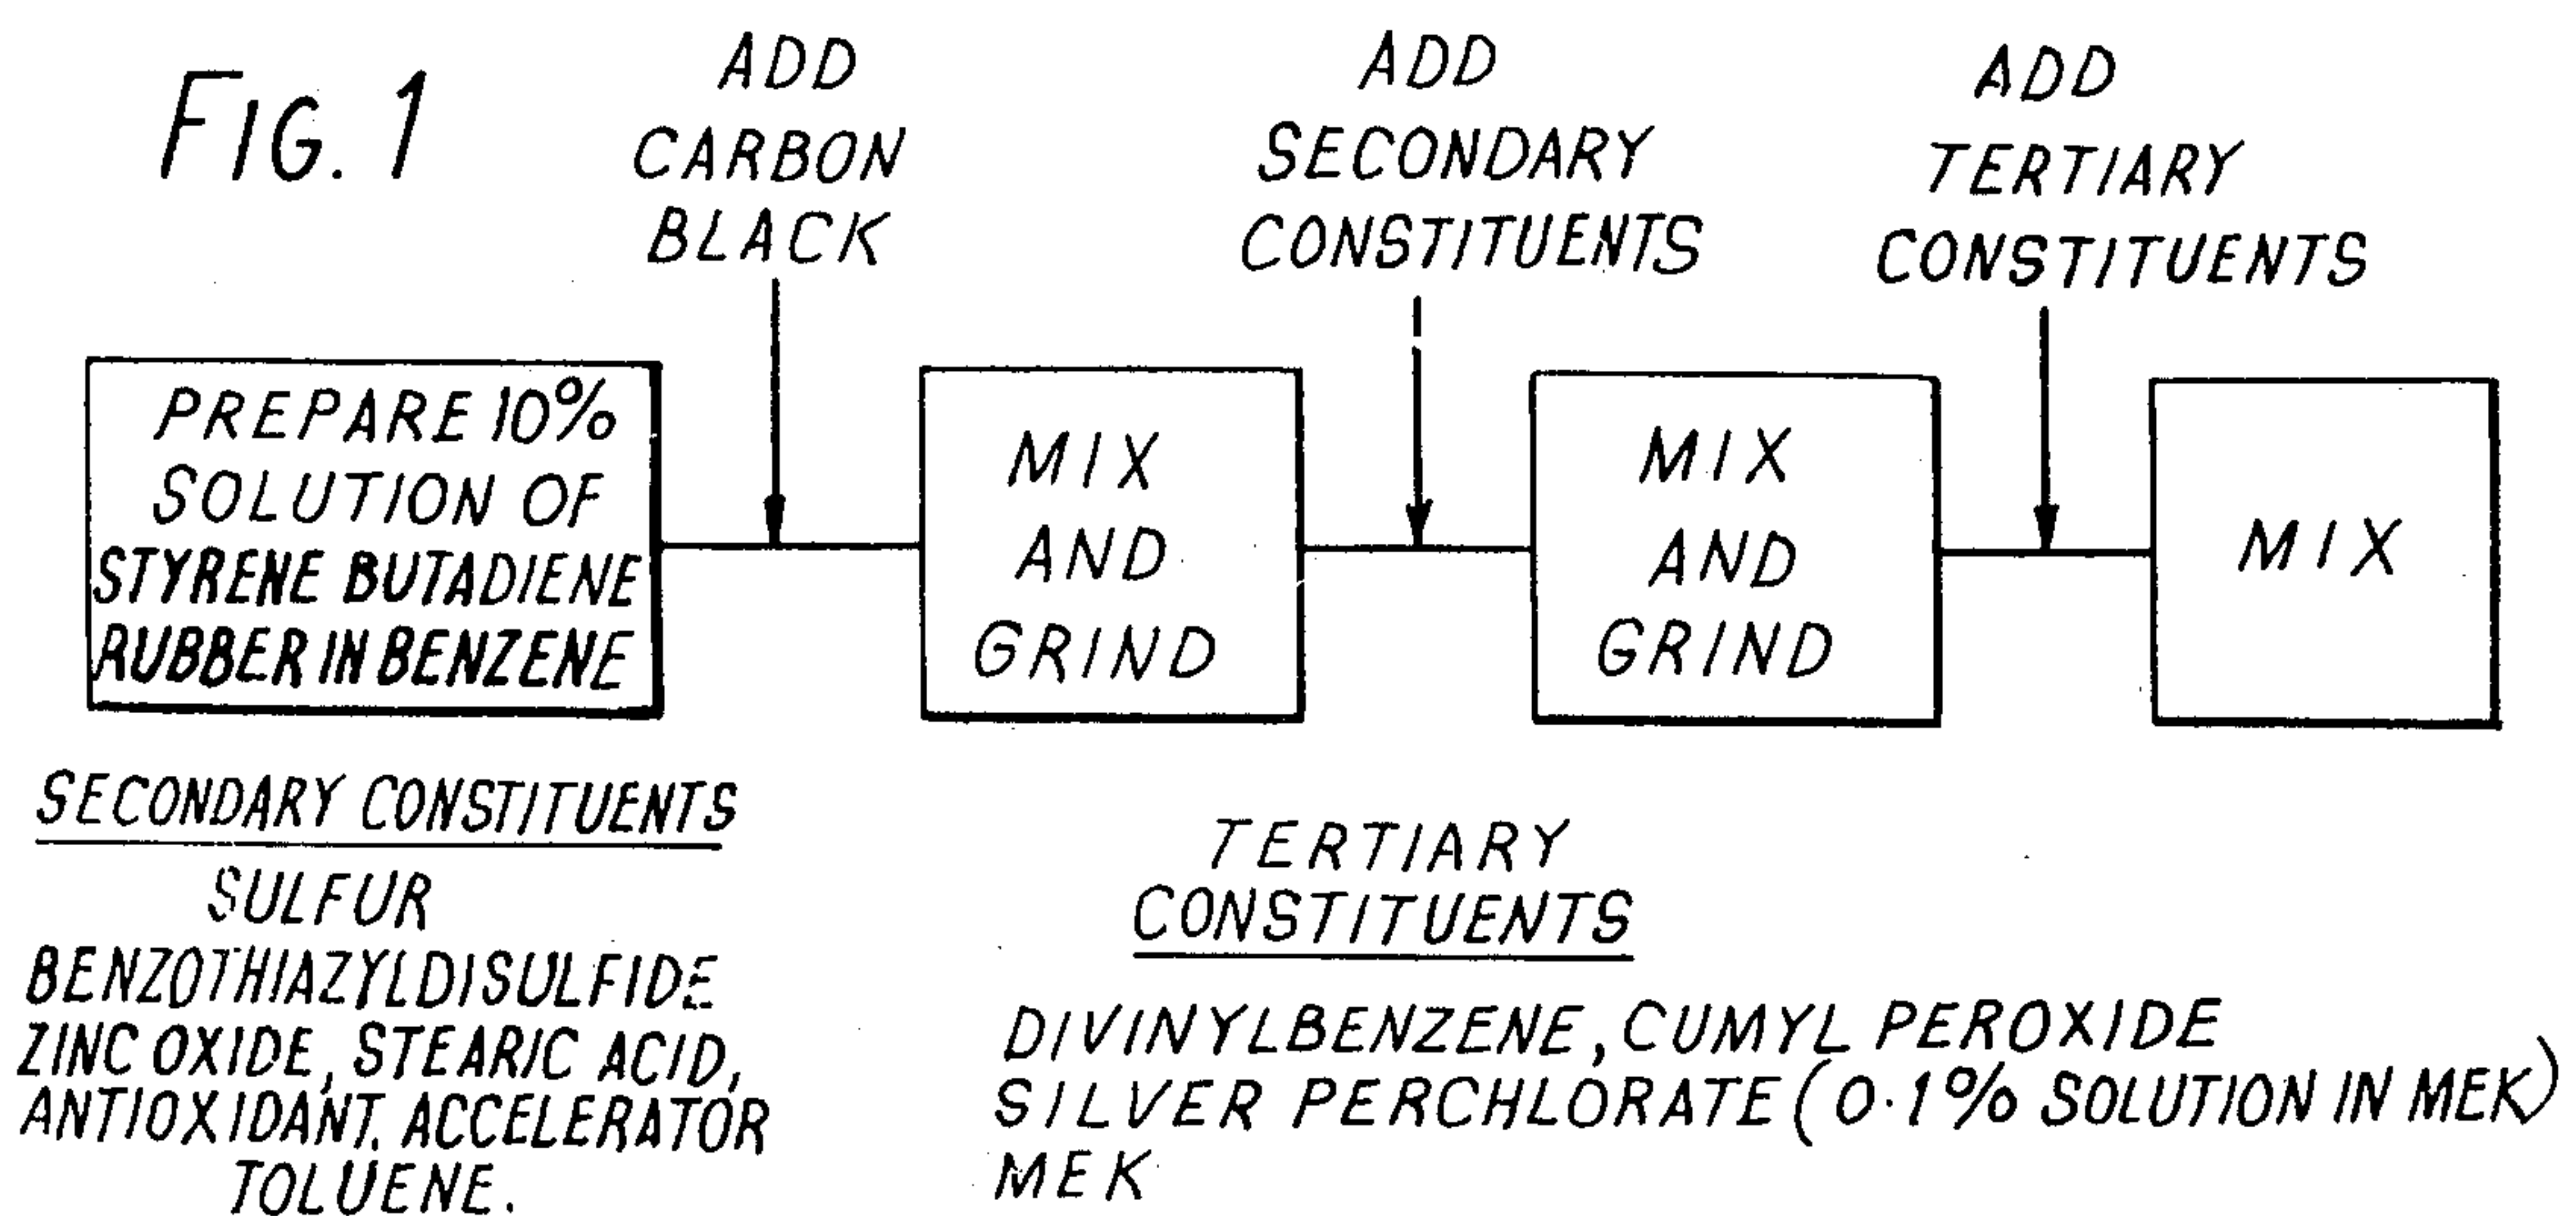 FIG. 1
ADD
CARBON
BLACK
ADD
SECONDARY
CONSTITUENTS
ADD
TERTIARY
CONSTITUENTS
PREPARE 10%
SOLUTION OF
STYRENE BUTADIENE
RUBBER IN BENZENE
MIX
AND
GRIND
MIX
AND
GRIND
MIX
SECONDARY CONSTITUENTS
SULFUR
BENZOTHIAZYLDISULFIDE
ZINC OXIDE, STEARIC ACID,
ANTIOXIDANT. ACCELERATOR
TOLUENE.
TERTIARY
CONSTITUENTS
DIVINYLBENZENE, CUMYL PEROXIDE
SILVER PERCHLORATE (0·1% SOLUTION IN MEK)
MEK